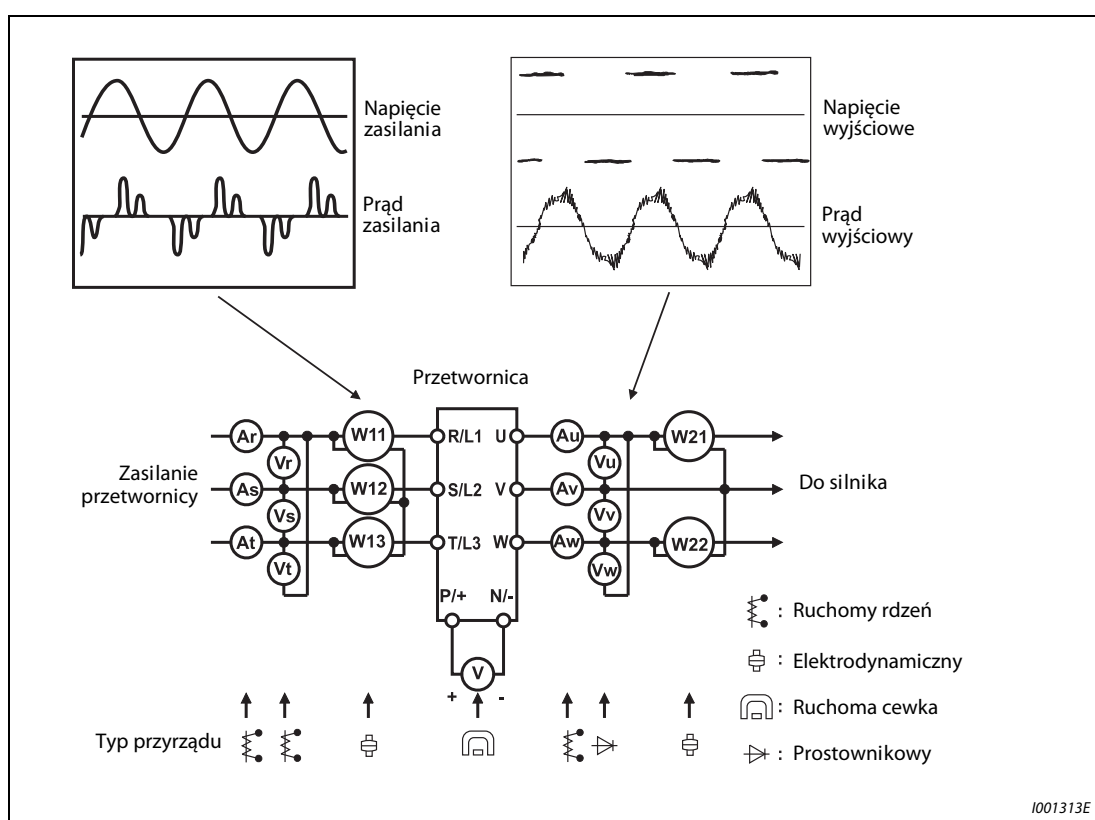 Napięcie
zasilania
Prąd
zasilania
Napięcie
wyjściowe
Prąd
wyjściowy
Przetwornica
Zasilanie
przetwornicy
Ar
Vr
As
Vs
At
Vt
W11
W12
W13
R/L1
S/L2
T/L3
U
V
W
P/+
N/-
V
+
-
Au
Vu
Av
Vv
Aw
Vw
W21
W22
Do silnika
: Ruchomy rdzeń
: Elektrodynamiczny
: Ruchoma cewka
: Prostownikowy
Typ przyrządu
I001313E